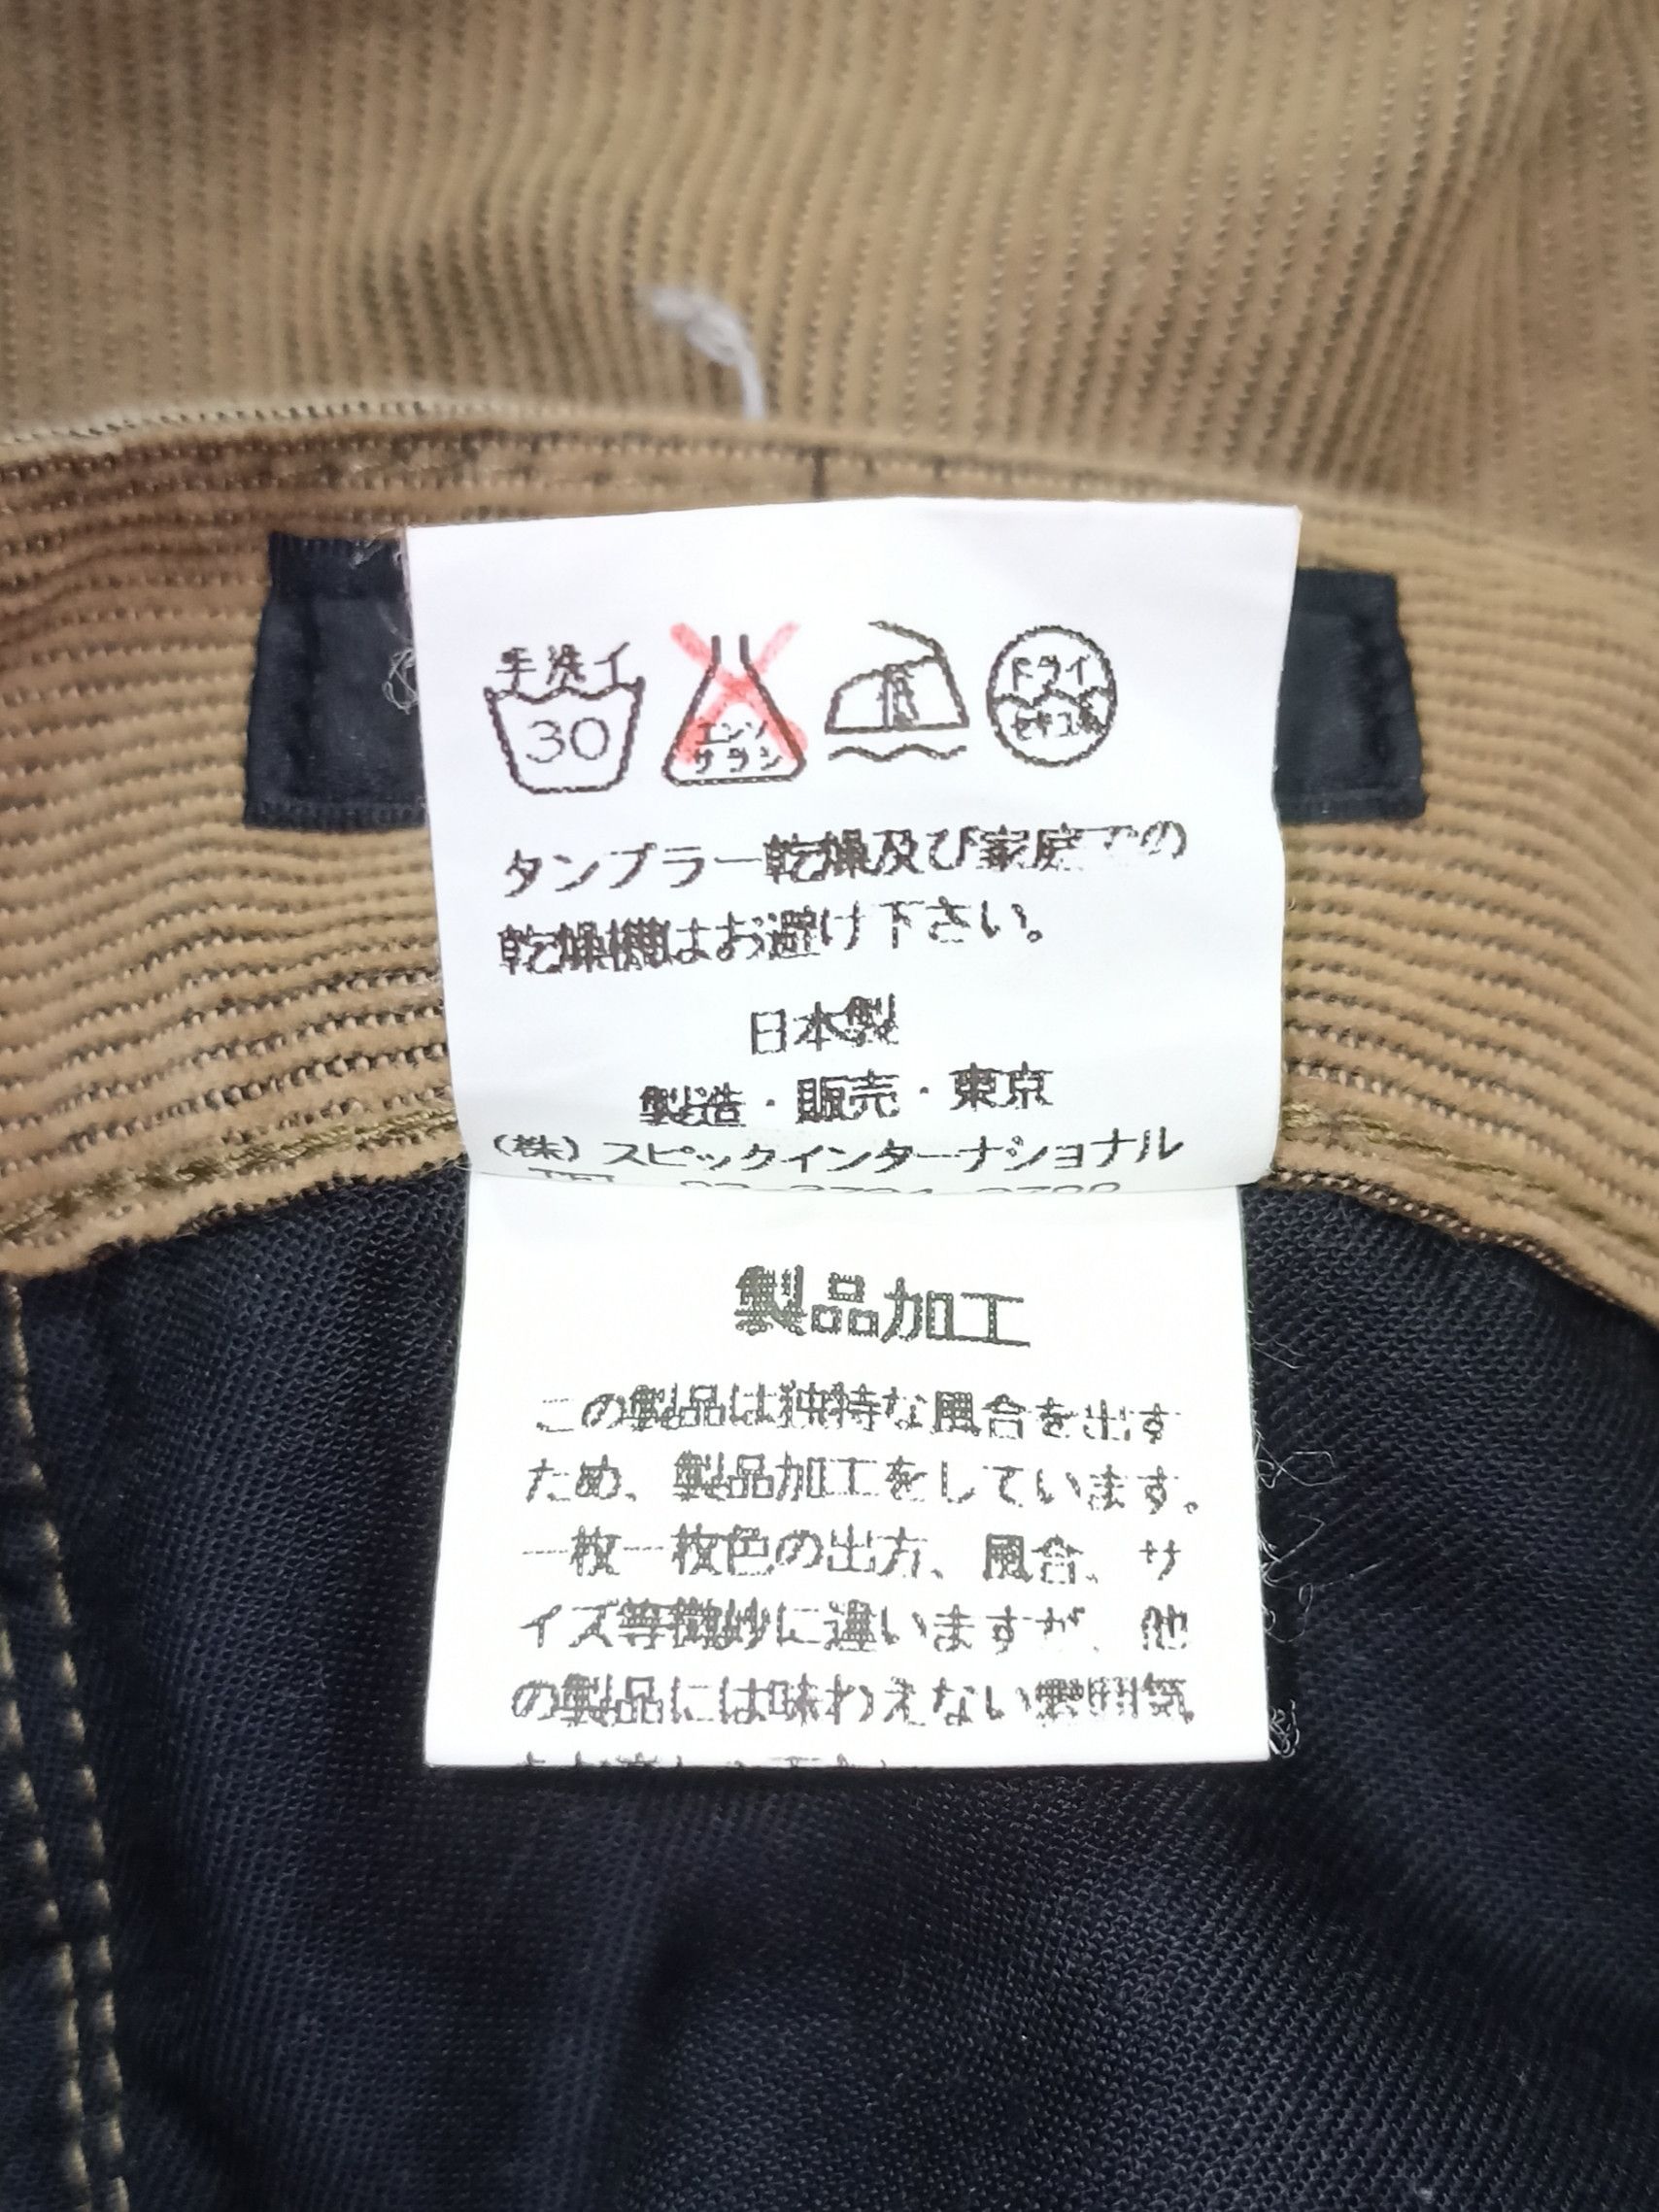 手洗イ
30
エンソ
サラシ
ドライ
セキユ系
タンブラー乾燥及び家庭での
乾燥機はお避け下さい。
日本製
製造・販売・東京
(株)スピックインターナショナル
TEL
製品加工
この製品は独特な風合を出す
ため、製品加工をしています。
一枚一枚色の出方、風合、サ
イズ等微妙に違いますが、他
の製品には味わえない雰囲気